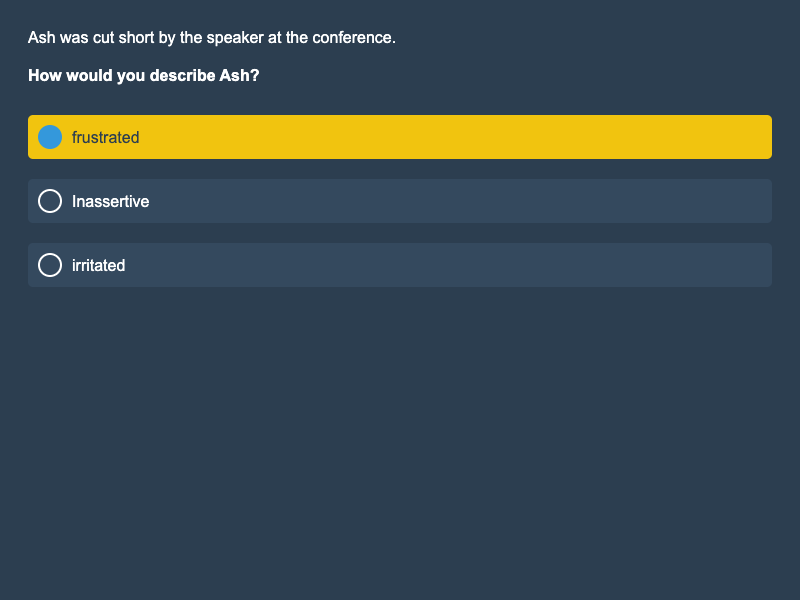 Ash was cut short by the speaker at the conference.
How would you describe Ash?
frustrated
Inassertive
irritated